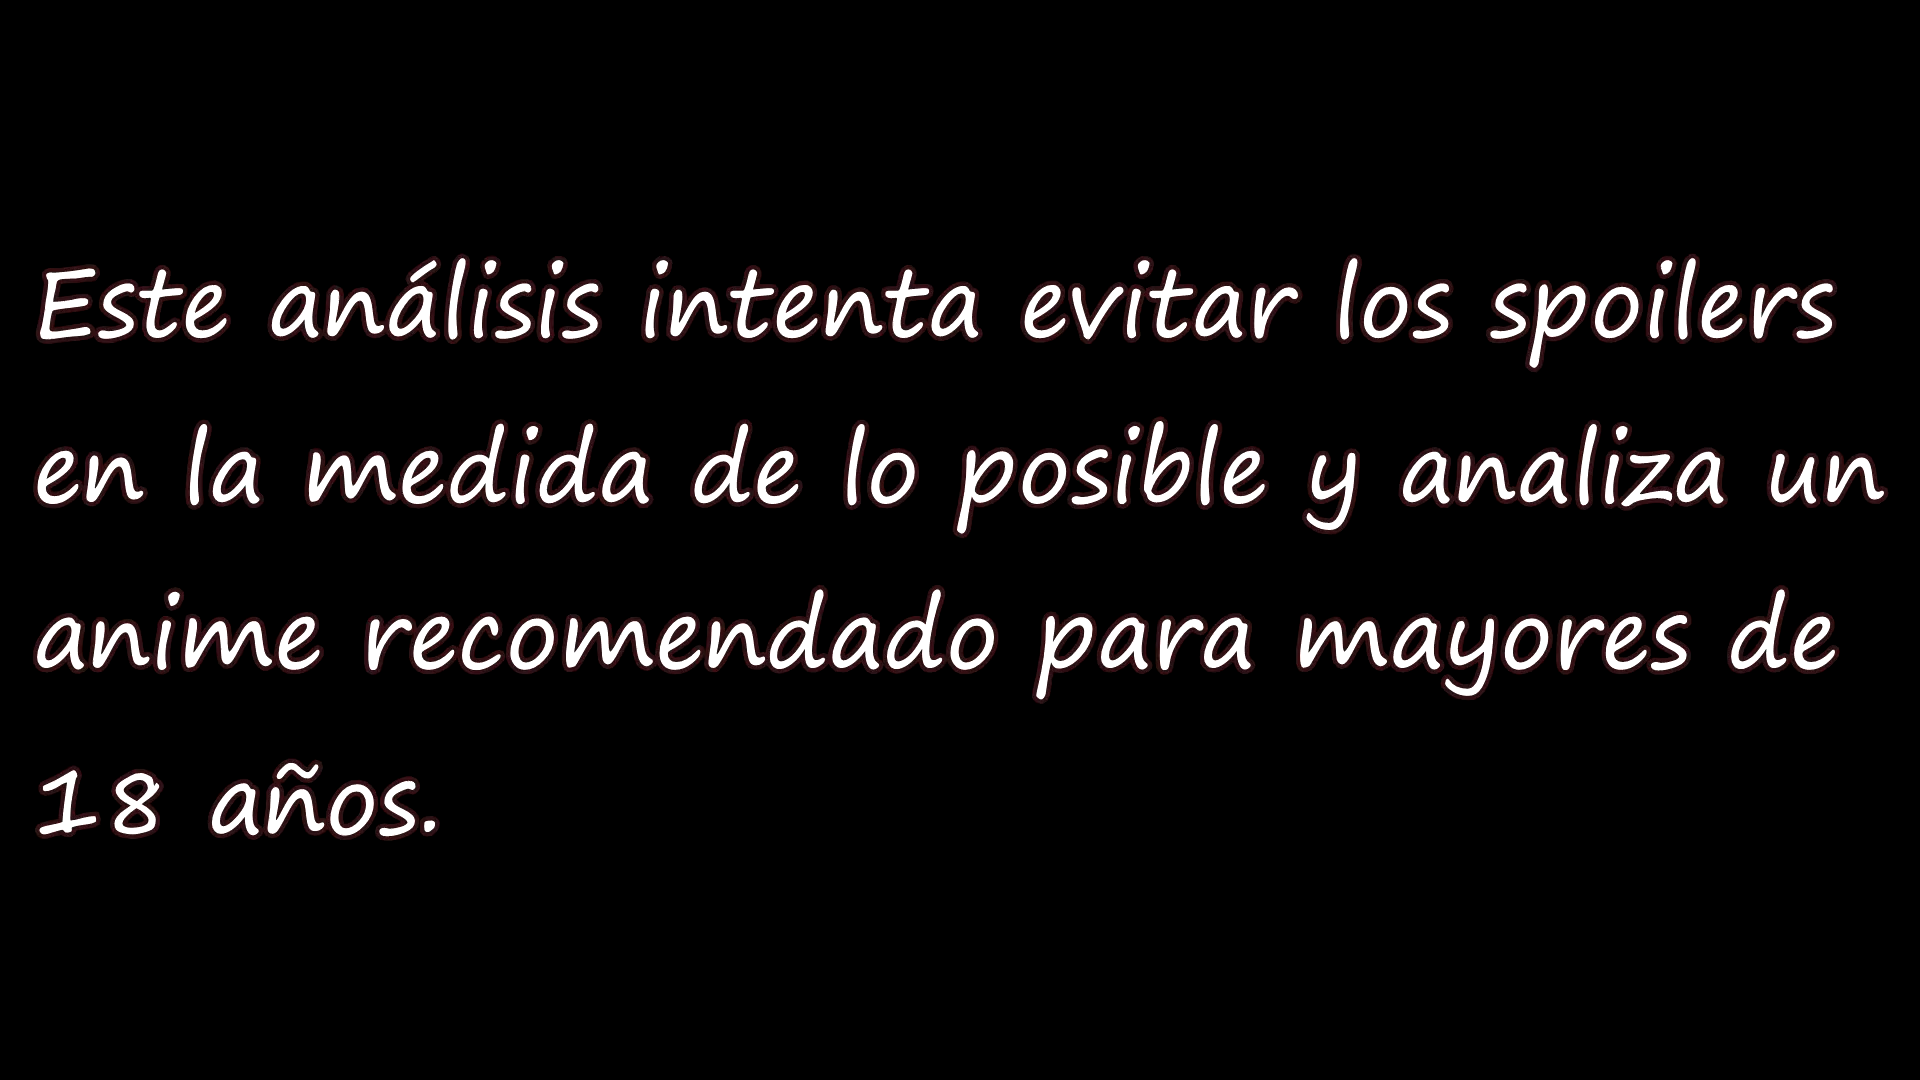 Este análisis intenta evitar los spoilers
en la medida de lo posible y analiza un
anime recomendado para mayores de
18 años.